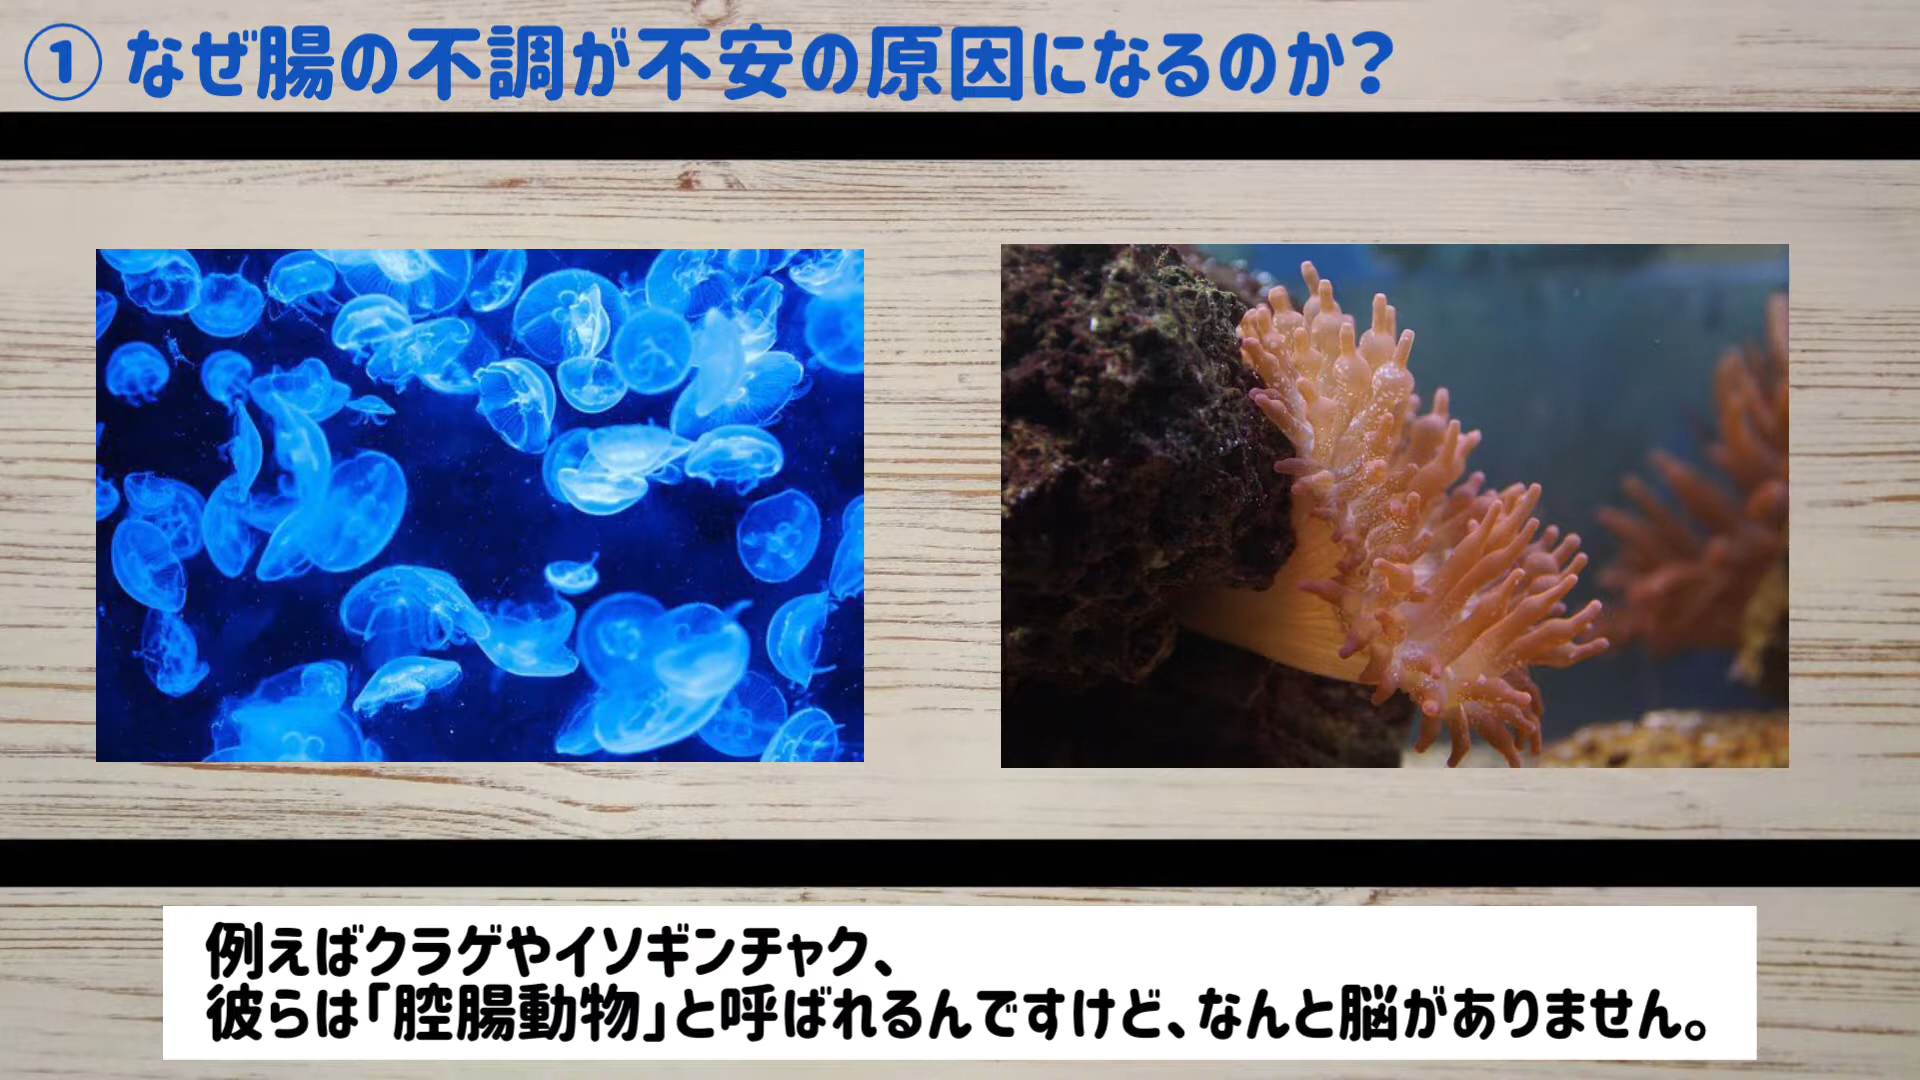 ① なぜ腸の不調が不安の原因になるのか?
例えばクラゲやイソギンチャク、
彼らは「腔腸動物」と呼ばれるんですけど、なんと脳がありません。